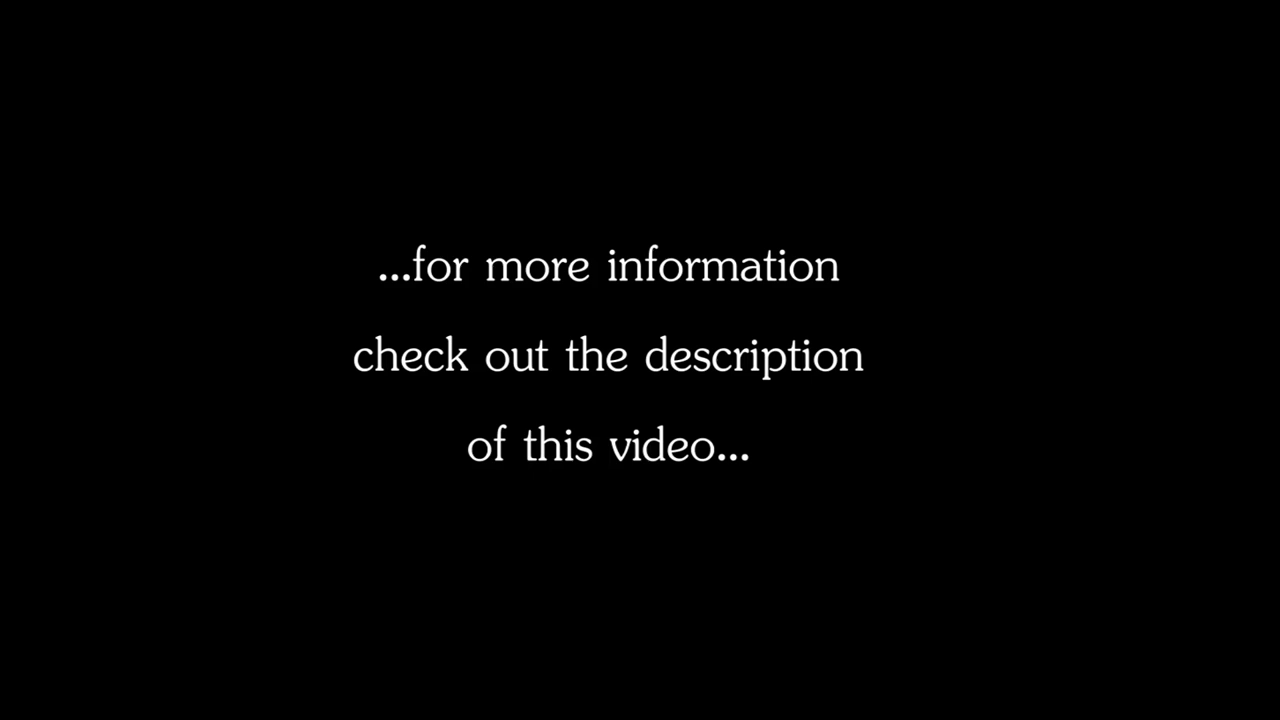 ...for more information
check out the description
of this video...